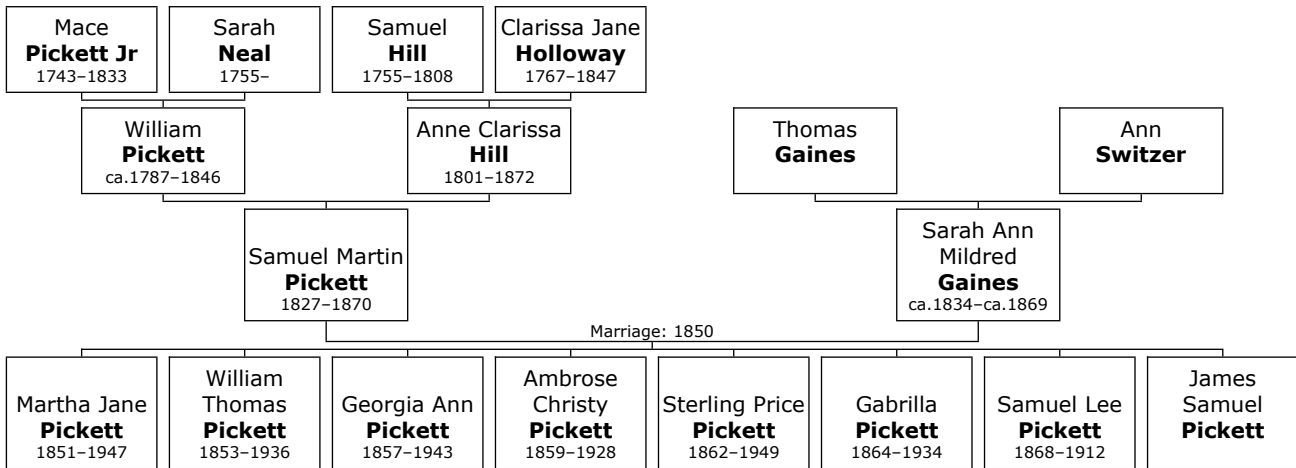 Mace
Pickett Jr
1743–1833
Sarah
Neal
1755–
Samuel
Hill
1755–1808
Clarissa Jane
Holloway
1767–1847
William
Pickett
ca.1787–1846
Anne Clarissa
Hill
1801–1872
Thomas
Gaines
Ann
Switzer
Samuel Martin
Pickett
1827–1870
Sarah Ann
Mildred
Gaines
ca.1834–ca.1869
Marriage: 1850
Martha Jane
Pickett
1851–1947
William
Thomas
Pickett
1853–1936
Georgia Ann
Pickett
1857–1943
Ambrose
Christy
Pickett
1859–1928
Sterling Price
Pickett
1862–1949
Gabrilla
Pickett
1864–1934
Samuel Lee
Pickett
1868–1912
James
Samuel
Pickett